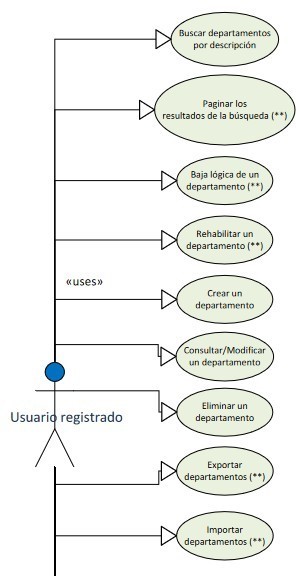 Buscar departamentos
por descripción
Paginar los
resultados de la búsqueda (**)
Baja lógica de un
departamento (**)
Rehabilitar un
departamento (**)
«uses»
Crear un
departamento
Consultar/Modificar
un departamento
Usuario registrado
Eliminar un
departamento
Exportar
departamentos (**)
Importar
departamentos (**)